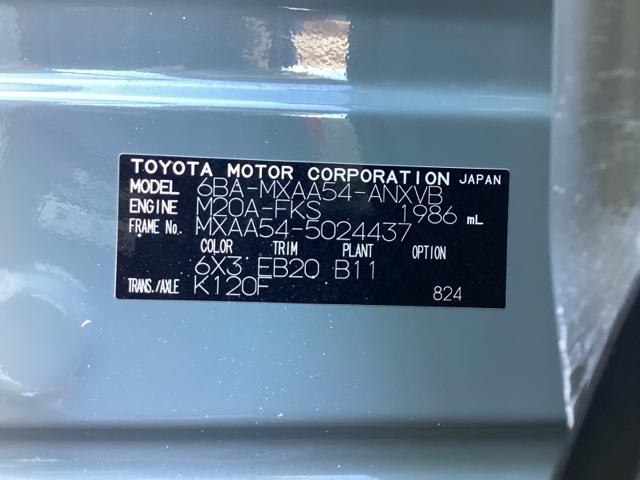 TOYOTA MOTOR CORPORATION JAPAN
MODEL 6BA-MXAA54-ANXVB
ENGINE M20A-FKS 1986 mL
FRAME No. MXAA54-5024437
COLOR TRIM PLANT OPTION
6X3 EB20 B11
TRANS./AXLE K120F 824